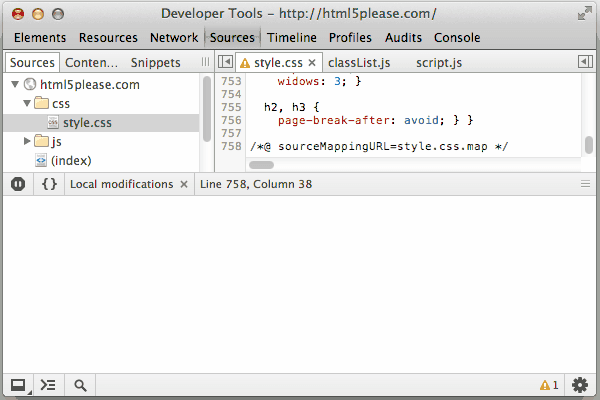 Developer Tools - http://html5please.com/
Elements Resources Network Sources Timeline Profiles Audits Console
Sources Conten... Snippets
style.css × classList.js script.js
html5please.com
css
style.css
js
(index)
753 widows: 3; }
754
755 h2, h3 {
756 page-break-after: avoid; } }
757
758 /*@ sourceMappingURL=style.css.map */
{} Local modifications × Line 758, Column 38
1